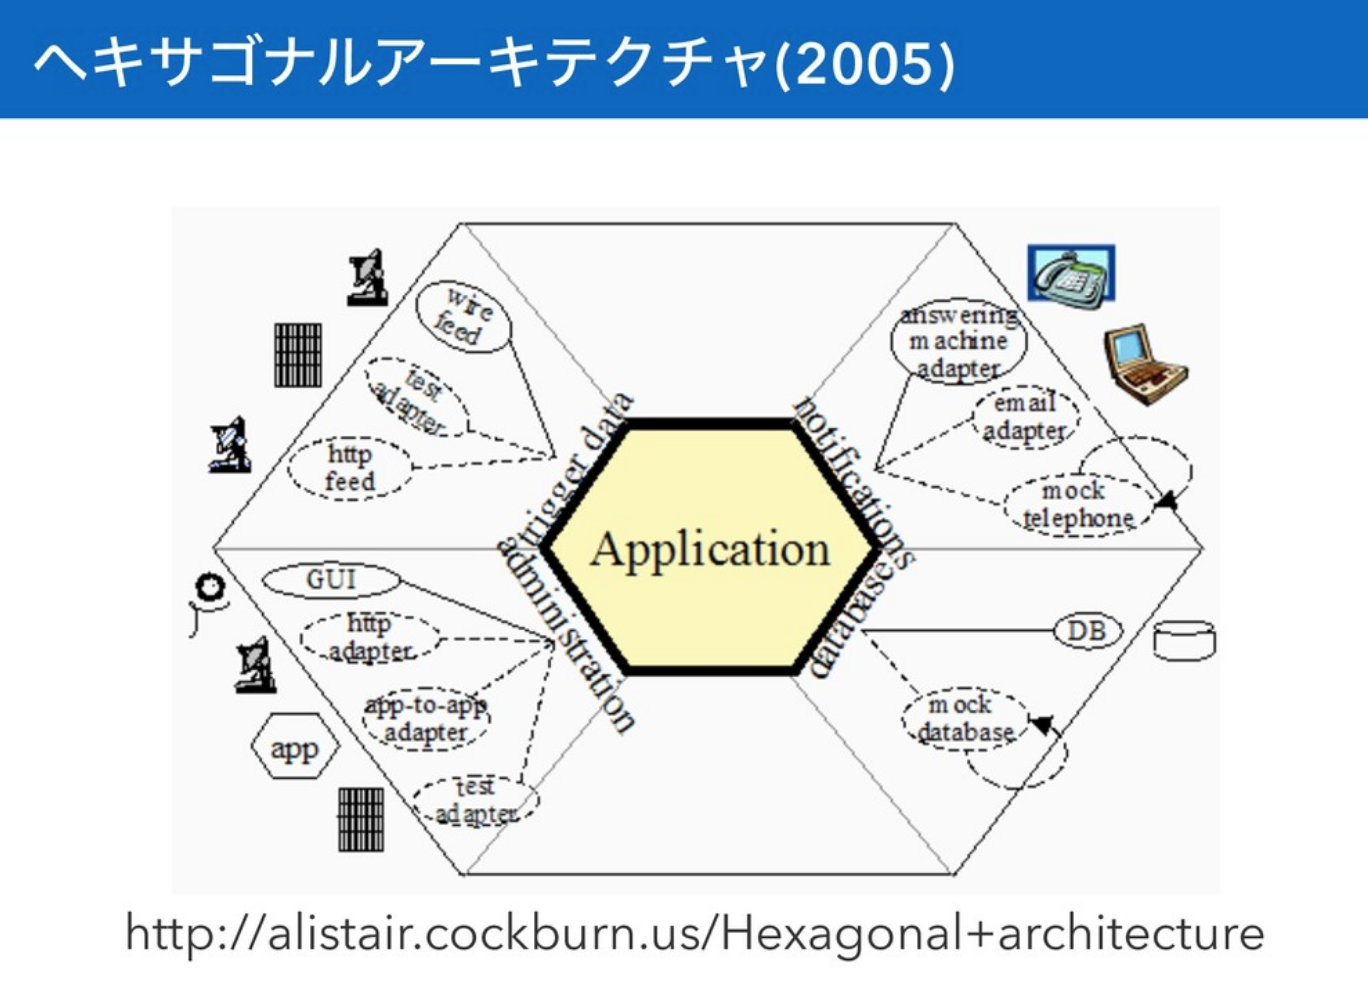 ヘキサゴナルアーキテクチャ(2005)
wire
feed
test
adapter
http
feed
trigger data
answering
machine
adapter
email
adapter
mock
telephone
notifications
Application
GUI
http
adapter
app-to-app
adapter
test
adapter
app
administration
databases
DB
mock
database
http://alistair.cockburn.us/Hexagonal+architecture